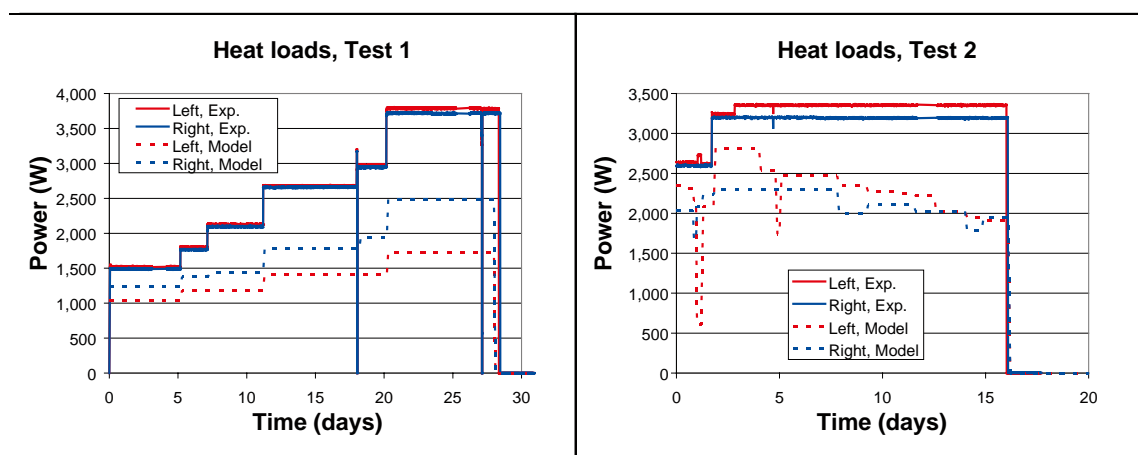 Heat loads, Test 1
4,000
3,500
3,000
2,500
2,000
1,500
1,000
500
0
Power (W)
Left, Exp.
Right, Exp.
Left, Model
Right, Model
0 5 10 15 20 25 30
Time (days)
Heat loads, Test 2
3,500
3,000
2,500
2,000
1,500
1,000
500
0
Power (W)
Left, Exp.
Right, Exp.
Left, Model
Right, Model
0 5 10 15 20
Time (days)